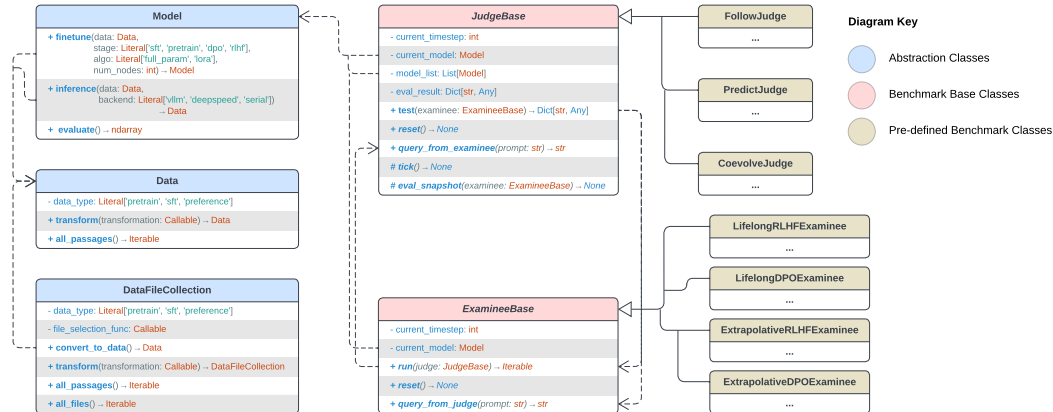 Model
+ finetune(data: Data,
stage: Literal['sft', 'pretrain', 'dpo', 'rlhf'],
algo: Literal['full_param', 'lora'],
num_nodes: int)→Model
+ inference(data: Data,
backend: Literal['vllm', 'deepspeed', 'serial'])
→Data
+ evaluate()→ndarray
Data
- data_type: Literal['pretrain', 'sft', 'preference']
+ transform(transformation: Callable)→Data
+ all_passages()→Iterable
DataFileCollection
- data_type: Literal['pretrain', 'sft', 'preference']
- file_selection_func: Callable
+ convert_to_data()→Data
+ transform(transformation: Callable)→DataFileCollection
+ all_passages()→Iterable
+ all_files()→Iterable
JudgeBase
- current_timestep: int
- current_model: Model
- model_list: List[Model]
- eval_result: Dict[str, Any]
+ test(examinee: ExamineeBase)→Dict[str, Any]
+ reset()→None
+ query_from_examinee(prompt: str)→str
# tick()→None
# eval_snapshot(examinee: ExamineeBase)→None
ExamineeBase
- current_timestep: int
- current_model: Model
+ run(judge: JudgeBase)→Iterable
+ reset()→None
+ query_from_judge(prompt: str)→str
FollowJudge
...
PredictJudge
...
CoevolveJudge
...
LifelongRLHFExaminee
...
LifelongDPOExaminee
...
ExtrapolativeRLHFExaminee
...
ExtrapolativeDPOExaminee
...
Diagram Key
Abstraction Classes
Benchmark Base Classes
Pre-defined Benchmark Classes